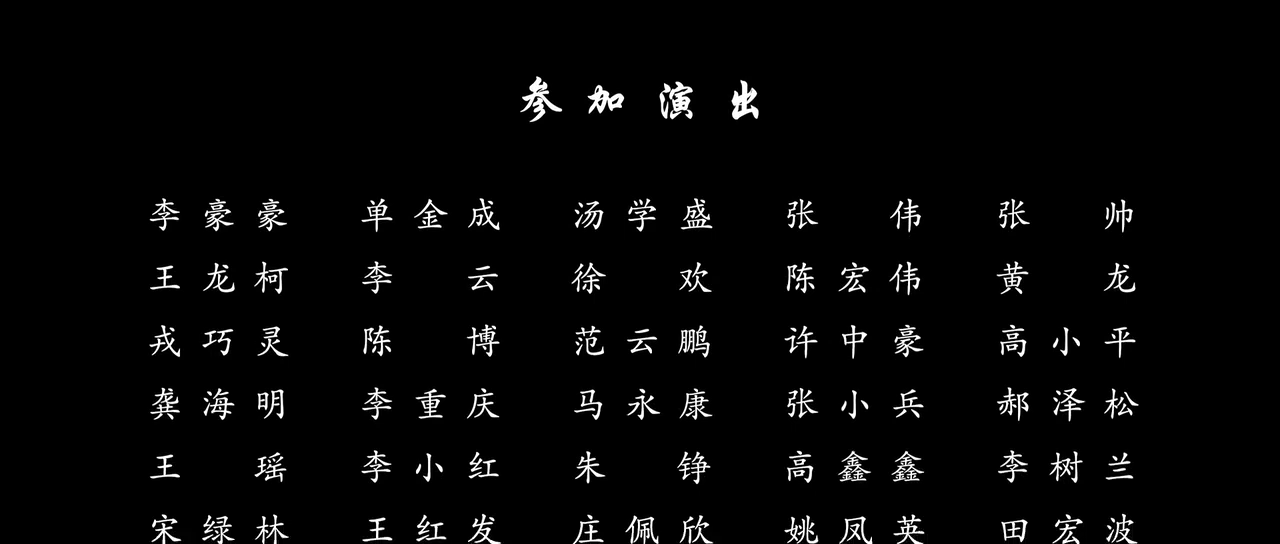 参加演出
李豪豪 单金成 汤学盛 张伟 张帅
王龙柯 李云 徐欢 陈宏伟 黄龙
戎巧灵 陈博 范云鹏 许中豪 高小平
龚海明 李重庆 马永康 张小兵 郝泽松
王瑶 李小红 朱铮 高鑫鑫 李树兰
宋绿林 王红发 庄佩欣 姚凤英 田宏波